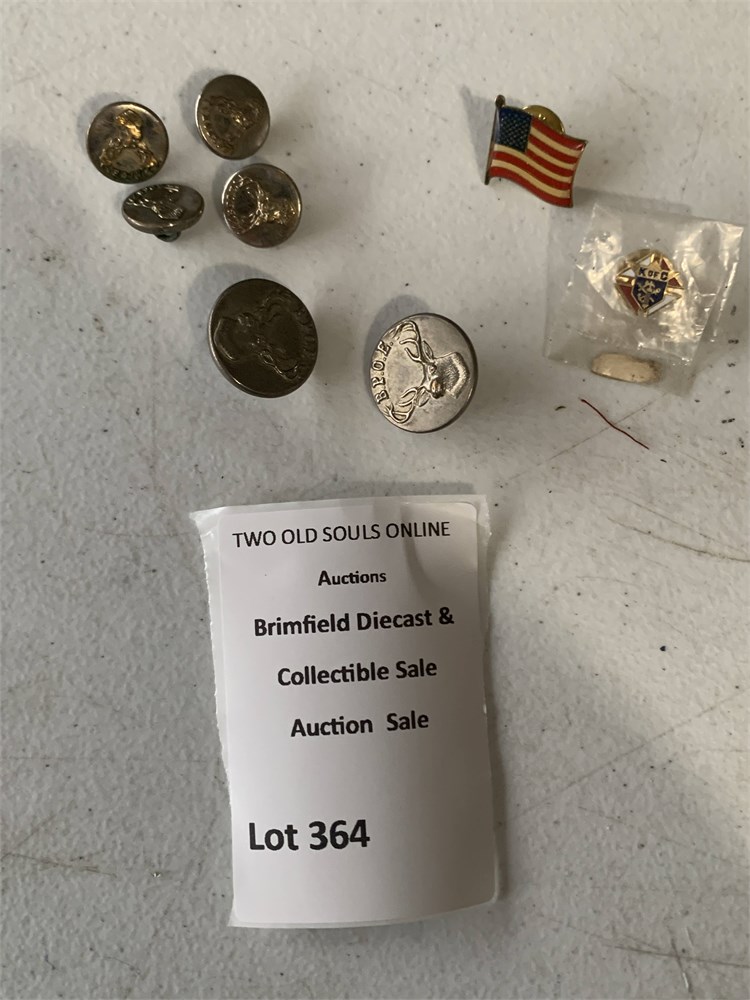 K OF C
B.P.O.E.
TWO OLD SOULS ONLINE
Auctions
Brimfield Diecast &
Collectible Sale
Auction Sale
Lot 364